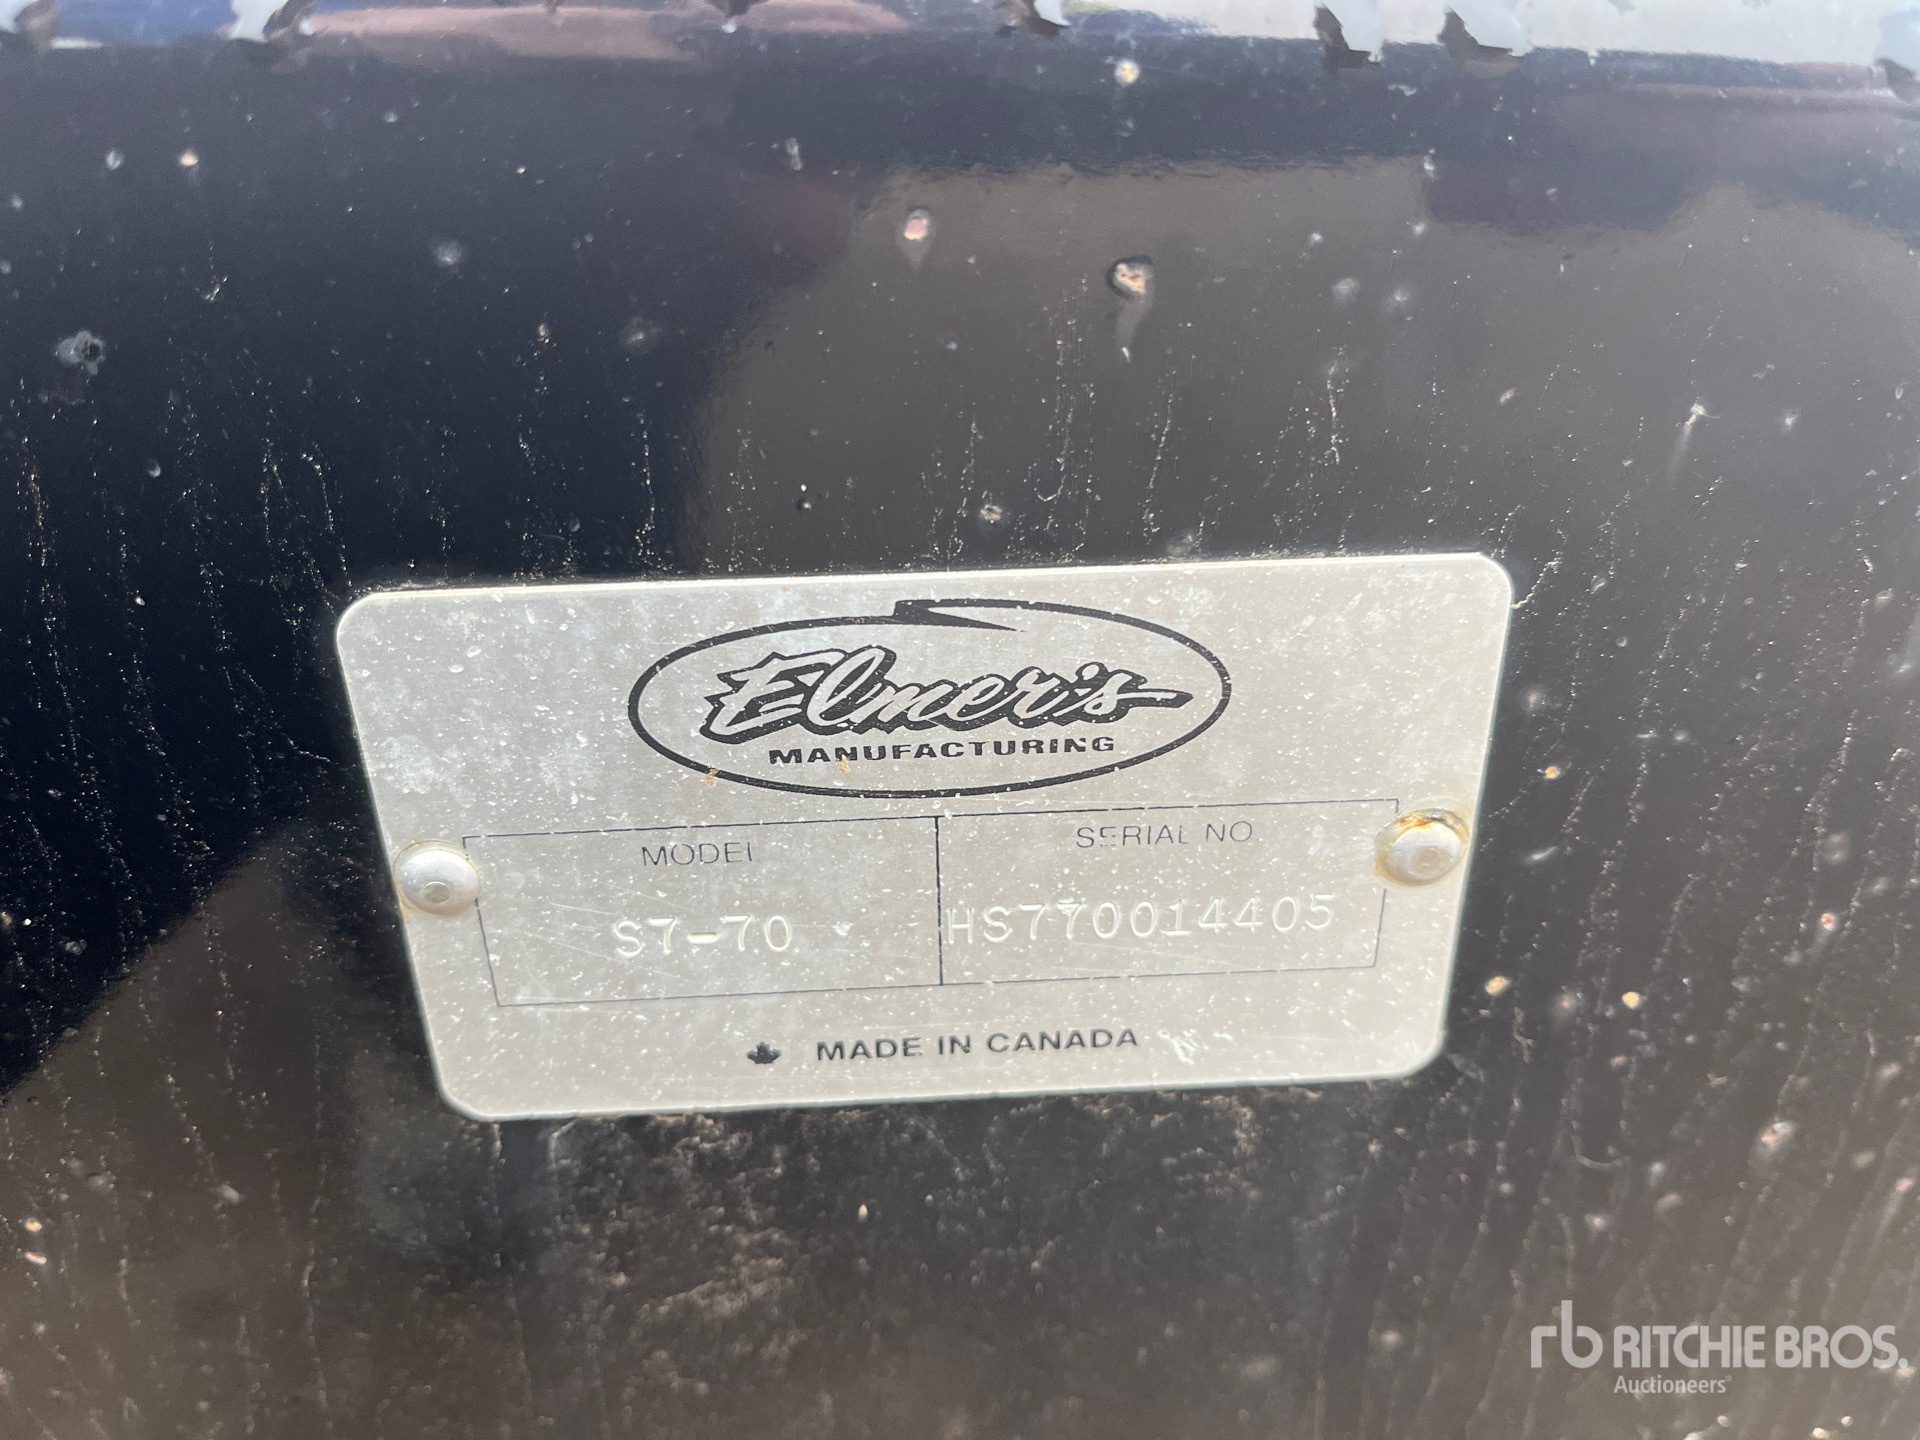 Elmer's
MANUFACTURING
MODEL
SERIAL NO.
S7-70
HS770014405
MADE IN CANADA
rb RITCHIE BROS.
Auctioneers